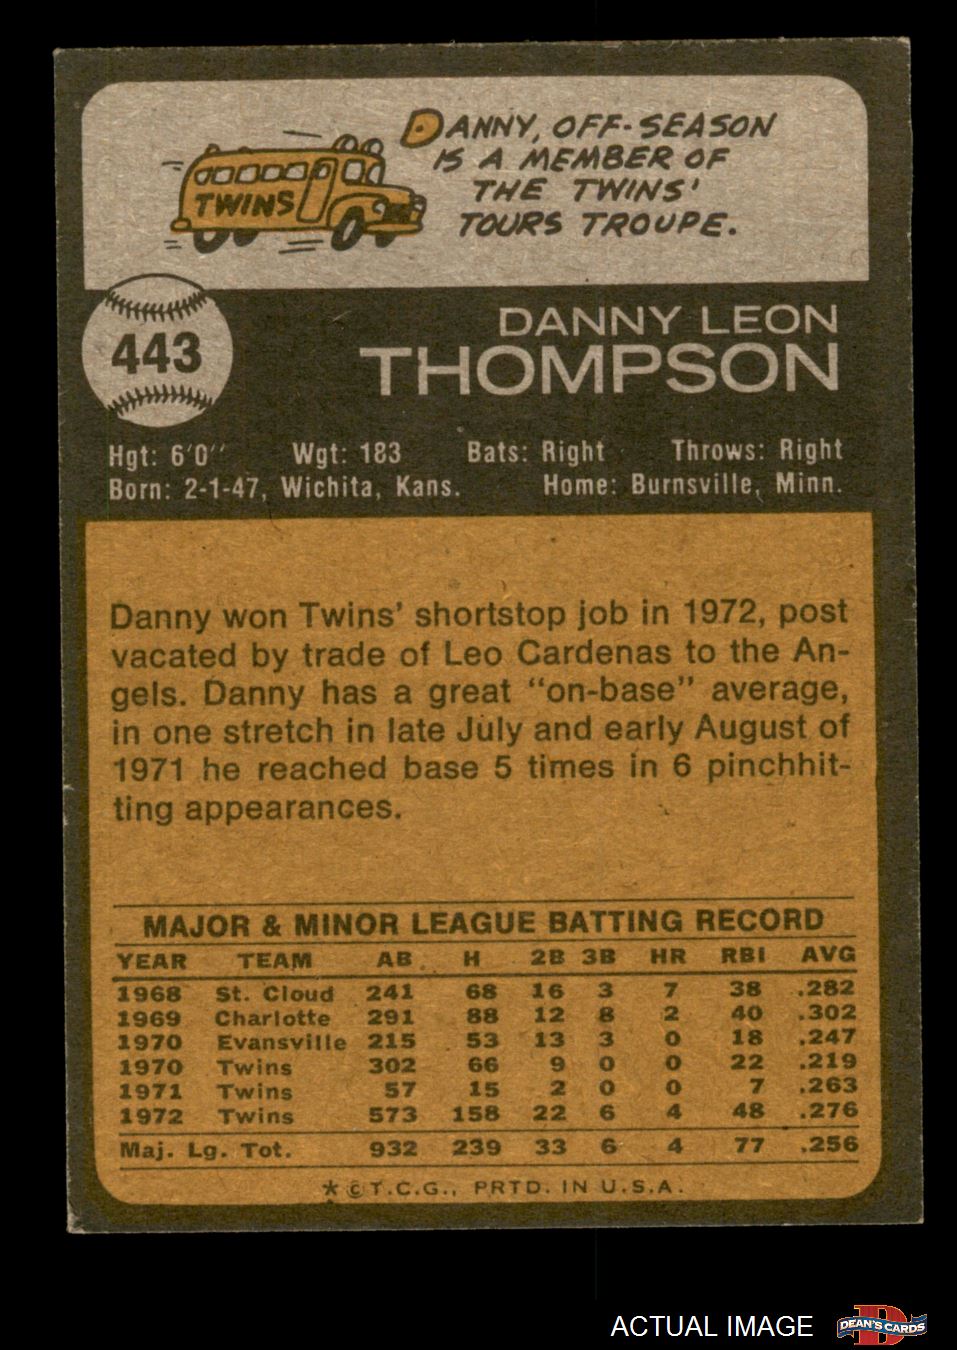 DANNY, OFF-SEASON
IS A MEMBER OF
THE TWINS'
TOURS TROUPE.
TWINS
443
DANNY LEON
THOMPSON
Hgt: 6'0'' Wgt: 183 Bats: Right Throws: Right
Born: 2-1-47, Wichita, Kans. Home: Burnsville, Minn.
Danny won Twins' shortstop job in 1972, post
vacated by trade of Leo Cardenas to the An-
gels. Danny has a great "on-base" average,
in one stretch in late July and early August of
1971 he reached base 5 times in 6 pinchhit-
ting appearances.
MAJOR & MINOR LEAGUE BATTING RECORD
YEAR TEAM AB H 2B 3B HR RBI AVG
1968 St. Cloud 241 68 16 3 7 38 .282
1969 Charlotte 291 88 12 8 2 40 .302
1970 Evansville 215 53 13 3 0 18 .247
1970 Twins 302 66 9 0 0 22 .219
1971 Twins 57 15 2 0 0 7 .263
1972 Twins 573 158 22 6 4 48 .276
Maj. Lg. Tot. 932 239 33 6 4 77 .256
* © T.C.G., PRTD. IN U.S.A.
ACTUAL IMAGE
D
DEAN'S CARDS